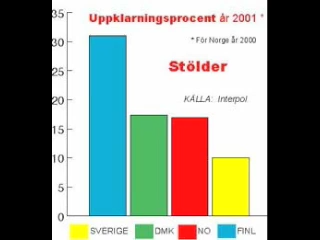 Uppklarningsprocent år 2001 *
* För Norge år 2000
Stölder
KÄLLA: Interpol
35
30
25
20
15
10
5
0
SVERIGE DMK NO FINL